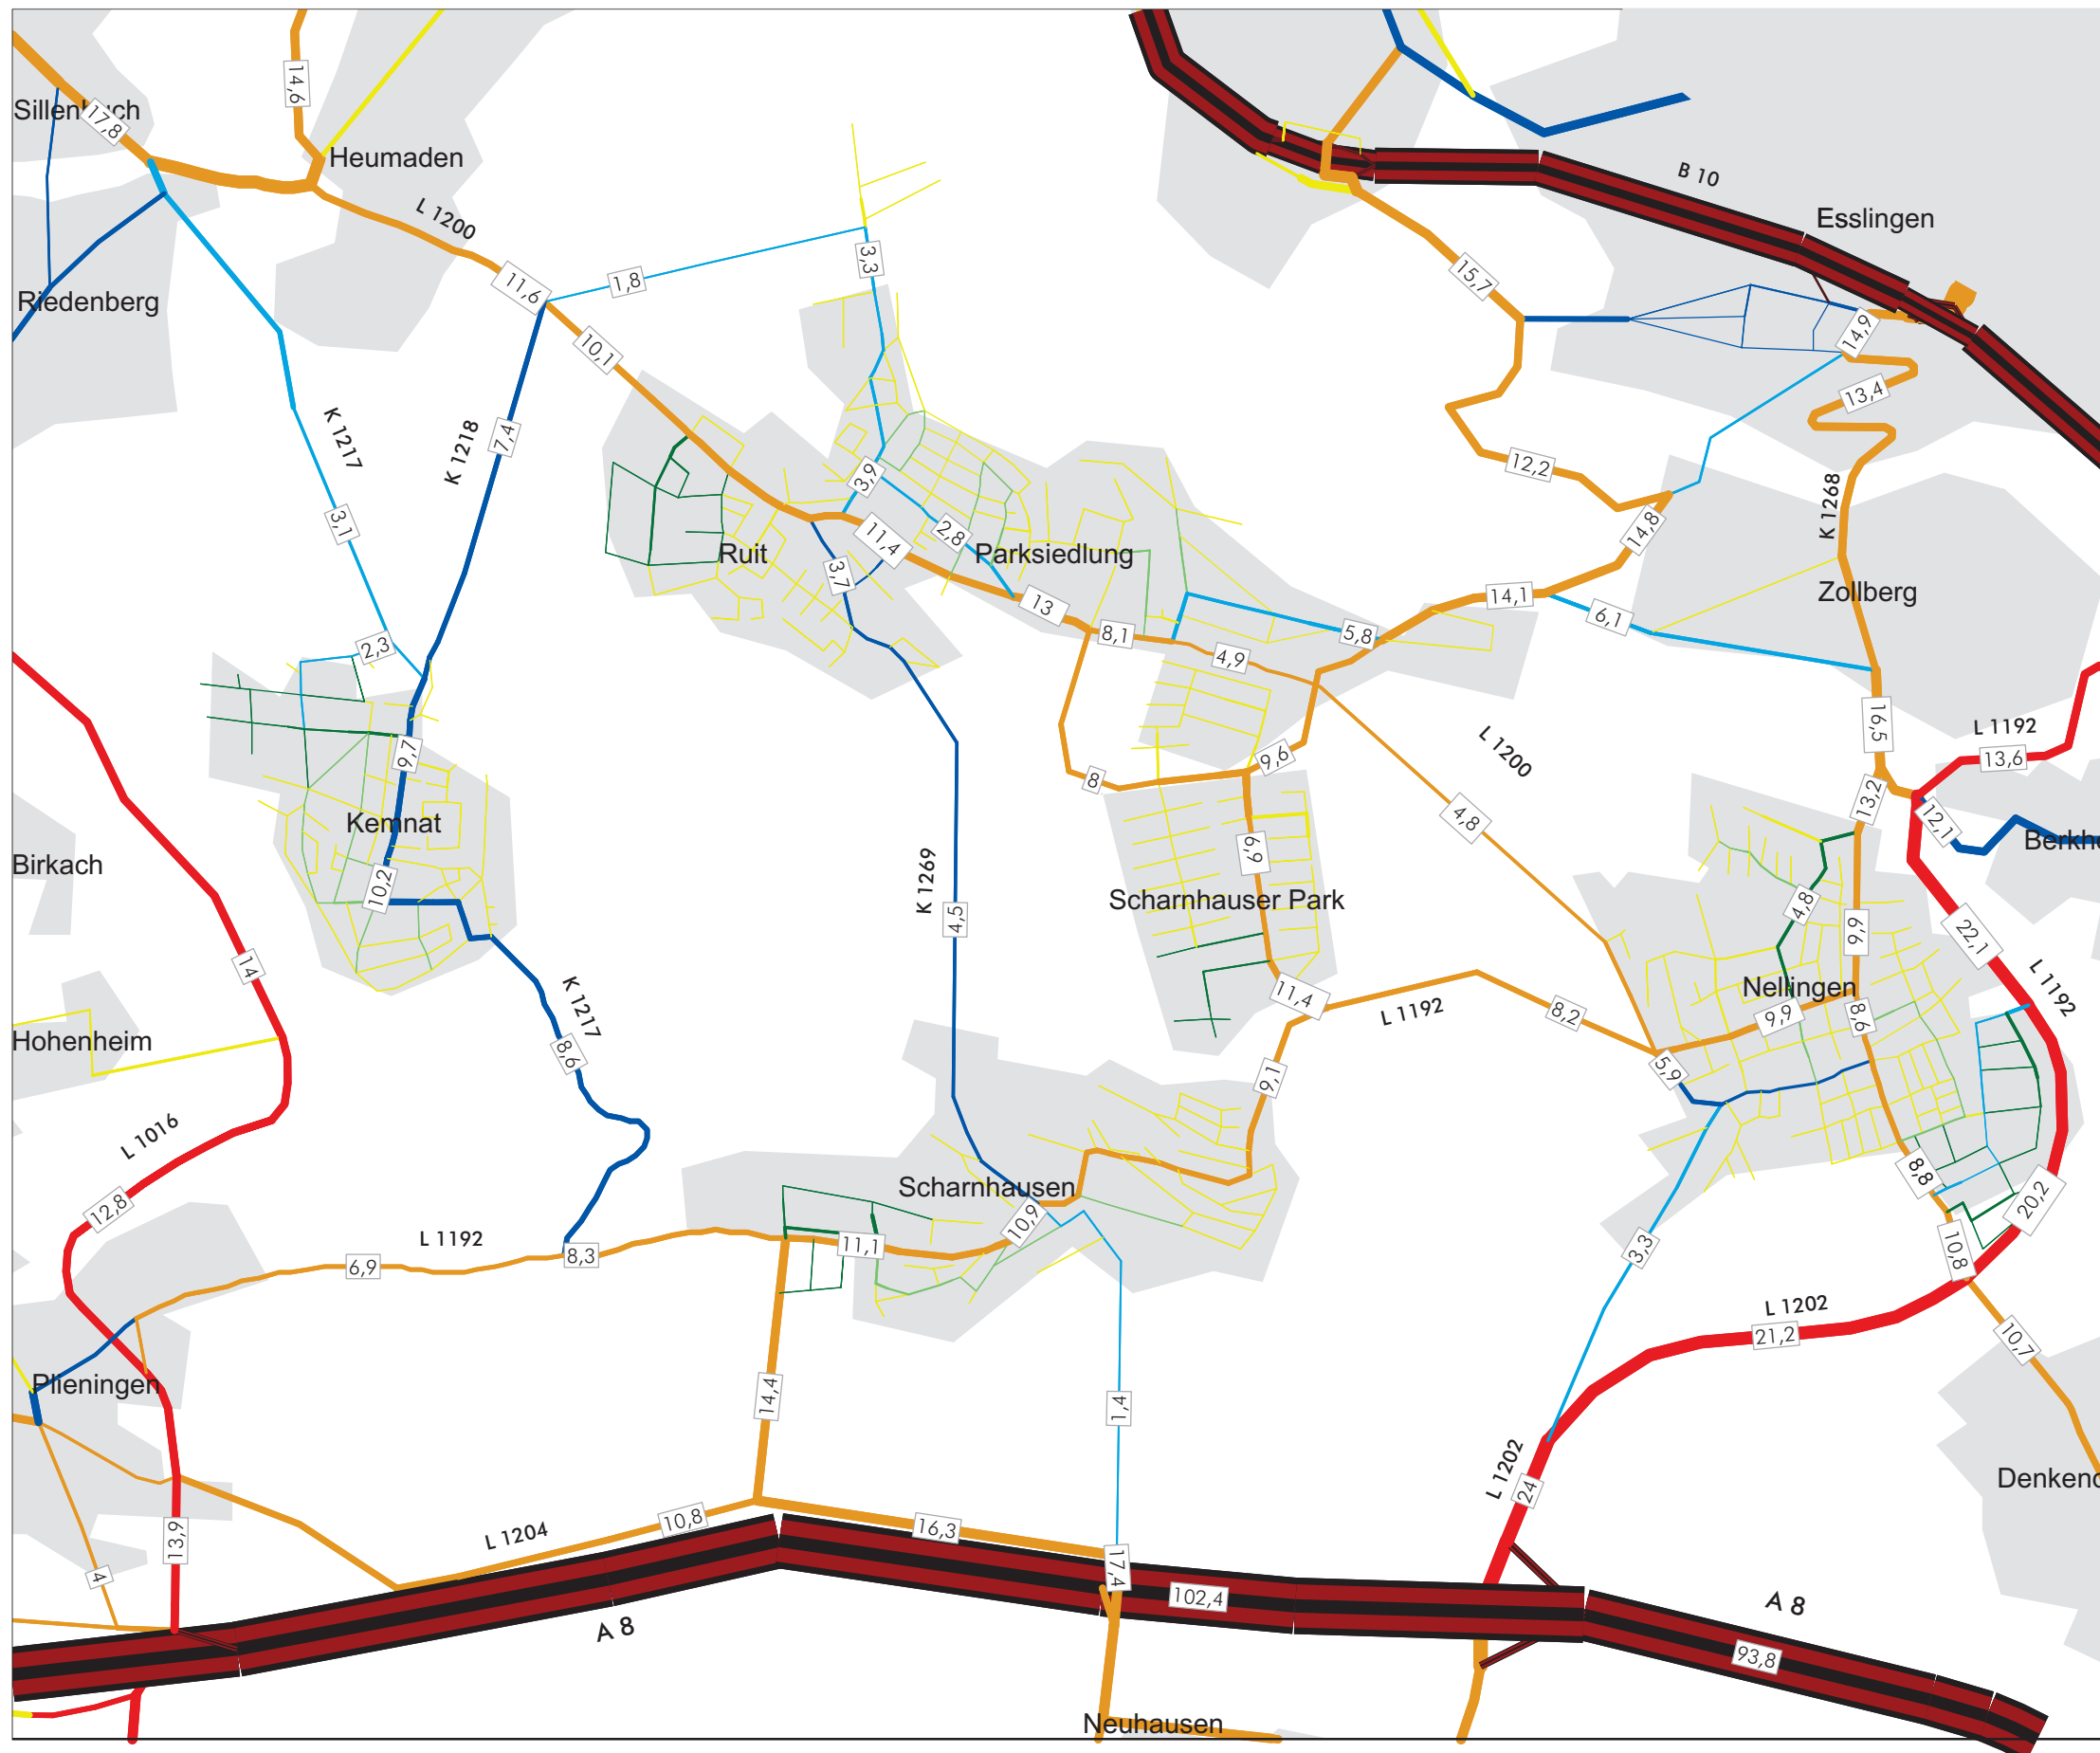 14,6
Sillenbuch
17,8
Heumaden
B 10
L 1200
Esslingen
3,3
15,7
1,8
11,6
Riedenberg
14,9
10,1
13,4
K 1217
7,4
K 1218
12,2
3,9
K 1268
3,1
2,8
14,8
11,4
Ruit
Parksiedlung
3,7
Zollberg
14,1
13
6,1
8,1
5,8
2,3
4,9
16,5
L 1192
9,7
L 1200
9,6
13,6
8
13,2
4,8
12,1
Kemnat
Berkh
6,9
Birkach
10,2
K 1269
Scharnhauser Park
4,8
4,5
9,9
22,1
14
L 1192
Nellingen
11,4
K 1217
L 1192
8,2
9,9
8,6
Hohenheim
8,6
5,9
9,1
L 1016
8,8
Scharnhausen
20,2
12,8
10,9
L 1192
11,1
3,3
10,8
8,3
6,9
L 1202
21,2
10,7
Plieningen
14,4
1,4
L 1202
Denkend
24
10,8
16,3
L 1204
13,9
17,4
4
102,4
A 8
A 8
93,8
Neuhausen